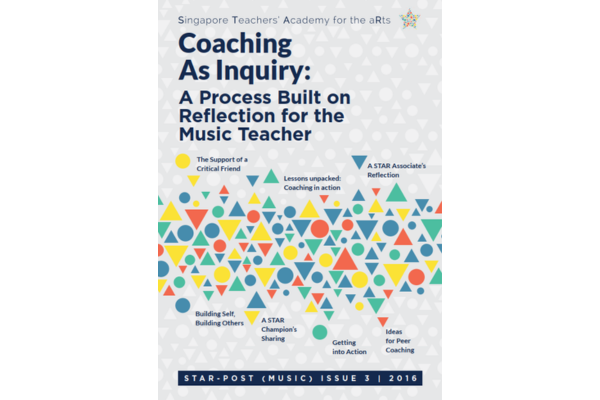 Singapore Teachers' Academy for the aRts
Coaching
As Inquiry:
A Process Built on
Reflection for the
Music Teacher
The Support of a
Critical Friend
Lessons unpacked:
Coaching in action
A STAR Associate's
Reflection
Building Self,
Building Others
A STAR
Champion's
Sharing
Getting
into Action
Ideas
for Peer
Coaching
STAR-POST (MUSIC) ISSUE 3 | 2016